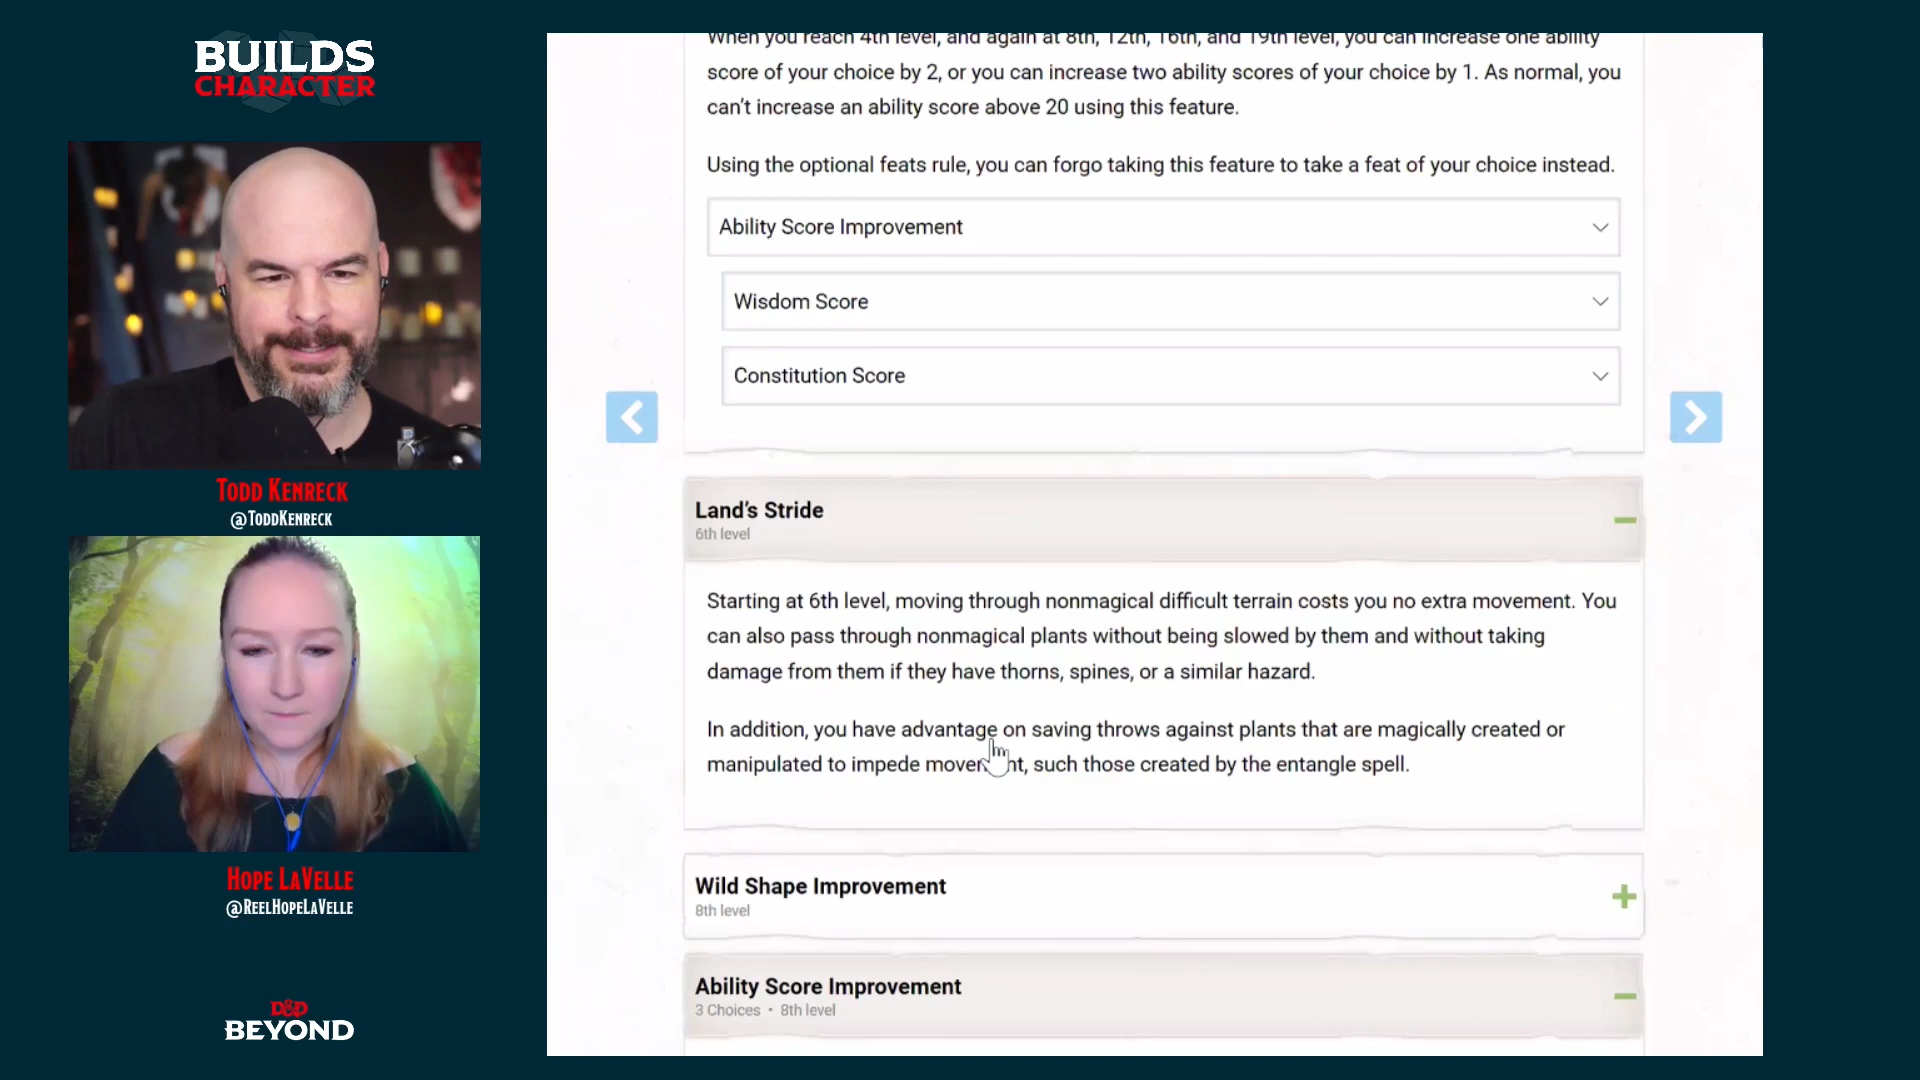 BUILDS
CHARACTER
TODD KENRECK
@TODDKENRECK
HOPE LAVELLE
@REELHOPELAVELLE
D&D
BEYOND
When you reach 4th level, and again at 8th, 12th, 16th, and 19th level, you can increase one ability
score of your choice by 2, or you can increase two ability scores of your choice by 1. As normal, you
can't increase an ability score above 20 using this feature.
Using the optional feats rule, you can forgo taking this feature to take a feat of your choice instead.
Ability Score Improvement
Wisdom Score
Constitution Score
Land's Stride
6th level
Starting at 6th level, moving through nonmagical difficult terrain costs you no extra movement. You
can also pass through nonmagical plants without being slowed by them and without taking
damage from them if they have thorns, spines, or a similar hazard.
In addition, you have advantage on saving throws against plants that are magically created or
manipulated to impede movement, such those created by the entangle spell.
Wild Shape Improvement
8th level
Ability Score Improvement
3 Choices • 8th level